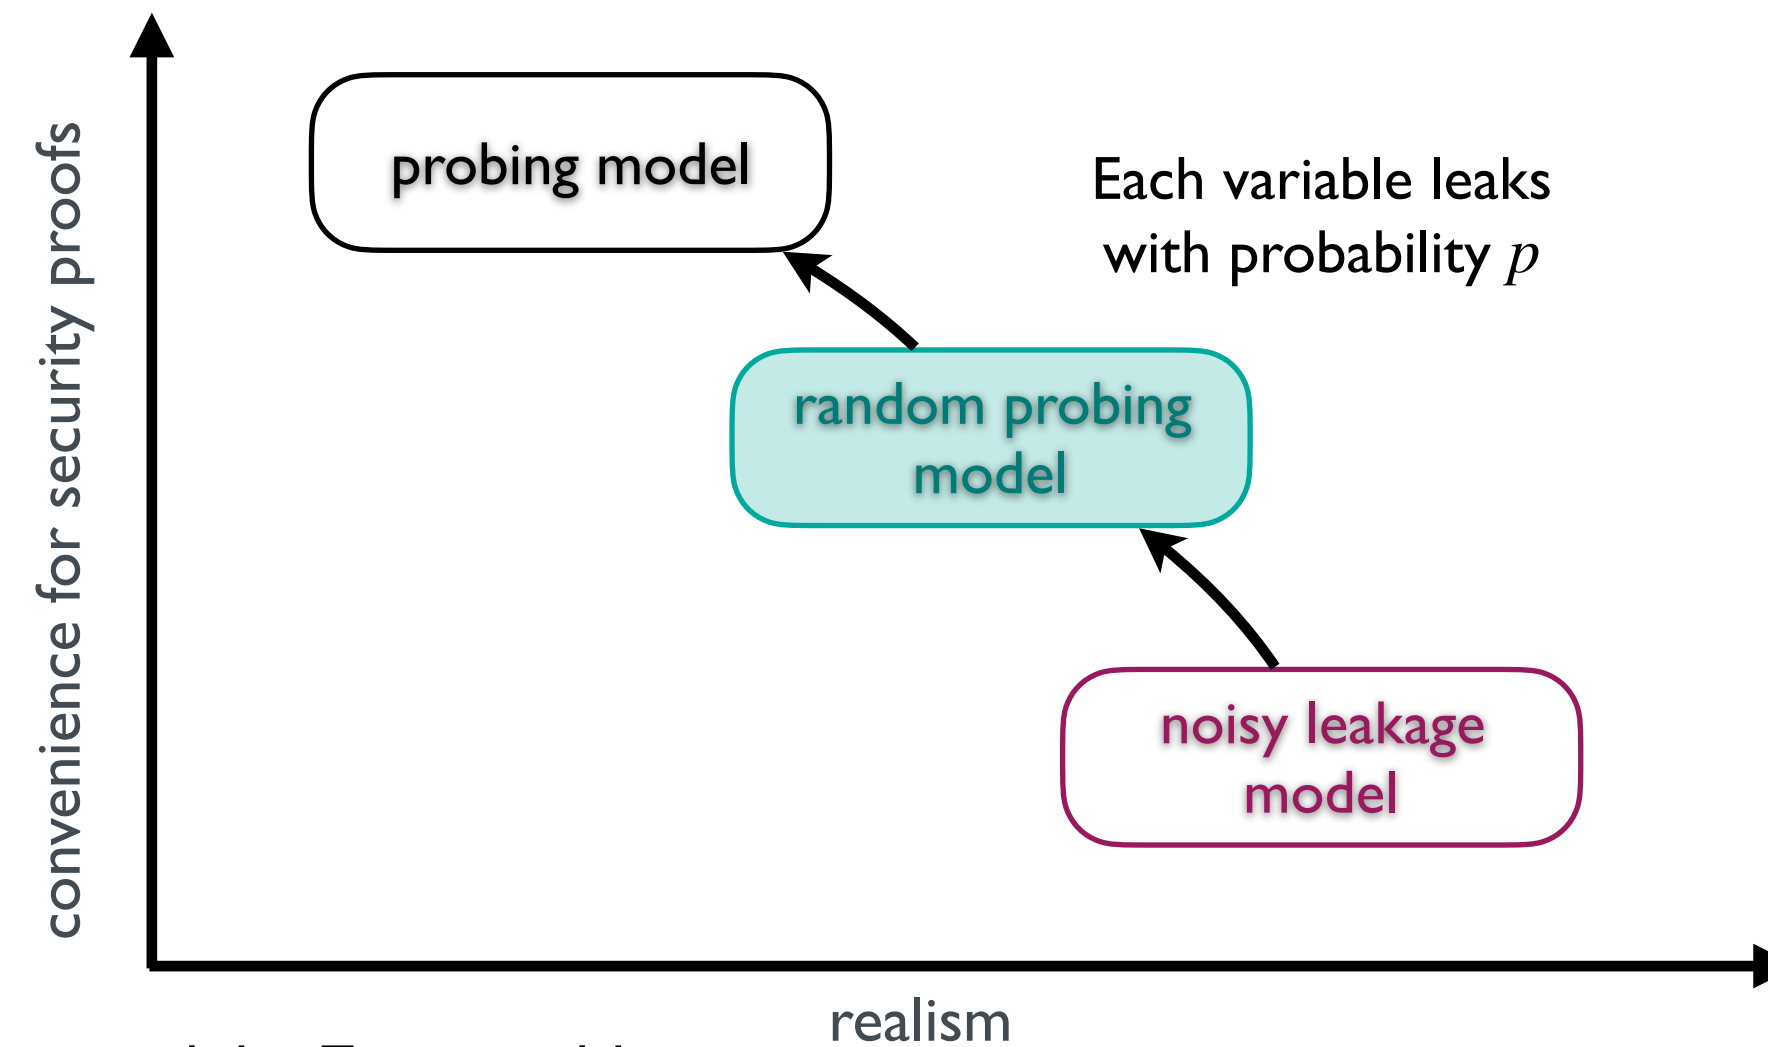 convenience for security proofs
probing model
Each variable leaks
with probability p
random probing
model
noisy leakage
model
realism